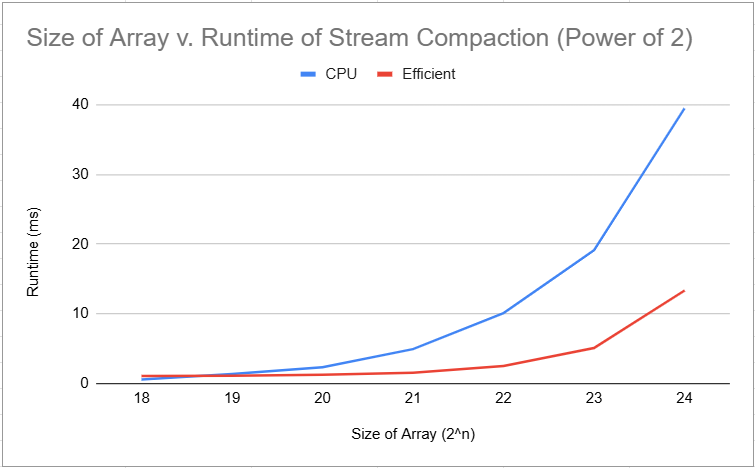 Size of Array v. Runtime of Stream Compaction (Power of 2)
CPU Efficient
40
30
20
10
0
Runtime (ms)
18 19 20 21 22 23 24
Size of Array (2^n)